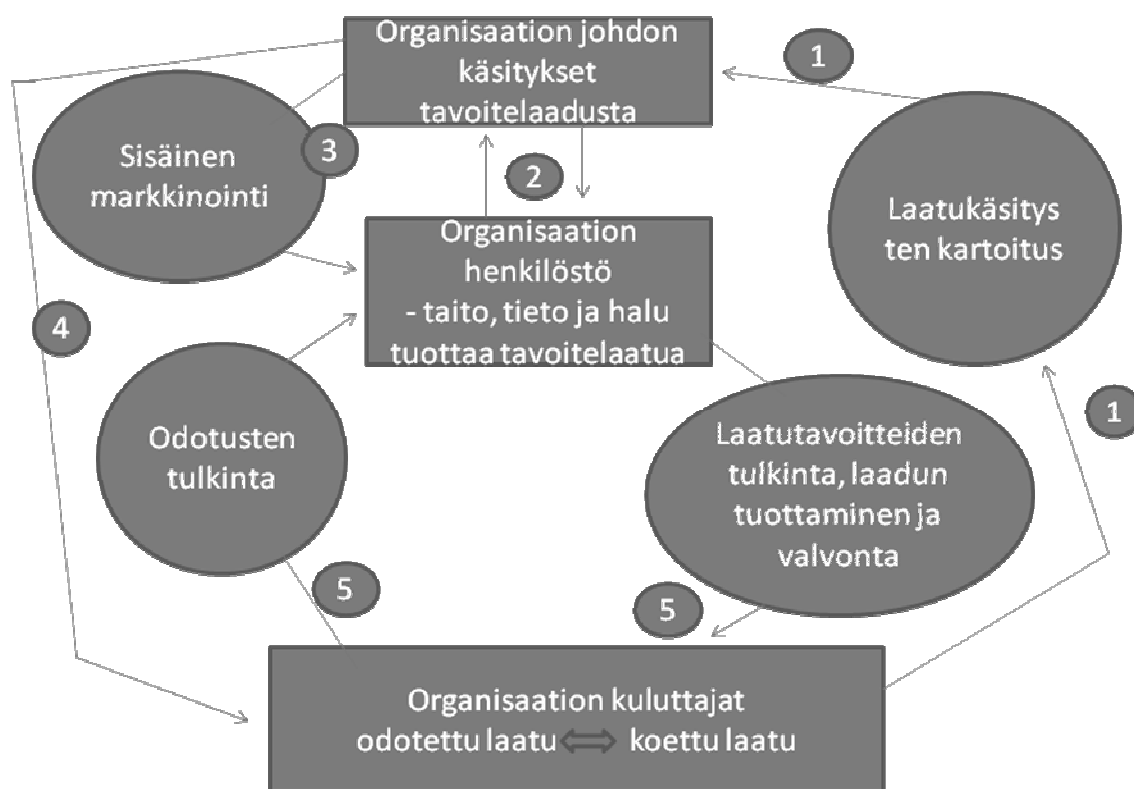 Organisaation johdon
käsitykset
tavoitelaadusta
1
Sisäinen
markkinointi
3
2
Laatukäsitys
ten kartoitus
Organisaation
henkilöstö
- taito, tieto ja halu
tuottaa tavoitelaatua
4
1
Odotusten
tulkinta
Laatutavoitteiden
tulkinta, laadun
tuottaminen ja
valvonta
5
5
Organisaation kuluttajat
odotettu laatu koettu laatu